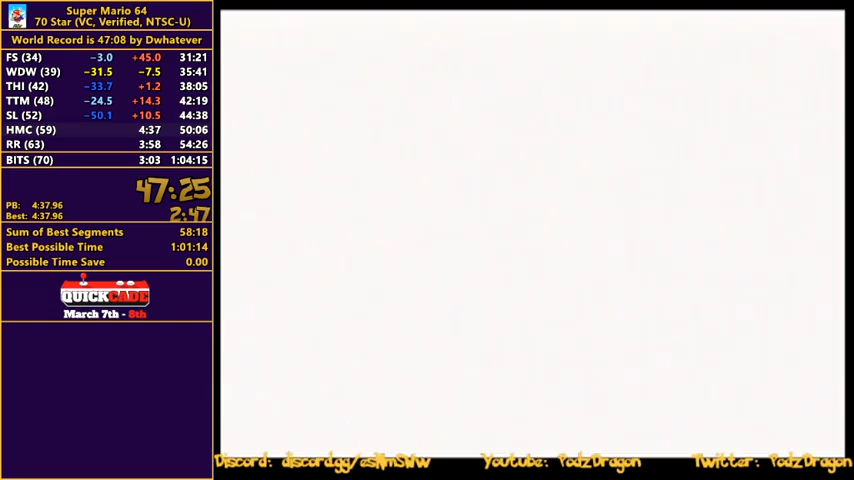 Super Mario 64
70 Star (VC, Verified, NTSC-U)
World Record is 47:08 by Dwhatever
FS (34) −3.0 +45.0 31:21
WDW (39) −31.5 −7.5 35:41
THI (42) −33.7 +1.2 38:05
TTM (48) −24.5 +14.3 42:19
SL (52) −50.1 +10.5 44:38
HMC (59) 4:37 50:06
RR (63) 3:58 54:26
BITS (70) 3:03 1:04:15
47:25
PB: 4:37.96
Best: 4:37.96
2:47
Sum of Best Segments 58:18
Best Possible Time 1:01:14
Possible Time Save 0.00
QUICKCADE
March 7th - 8th
Discord: Youtube: PodzDragon Twitter: PodzDragon